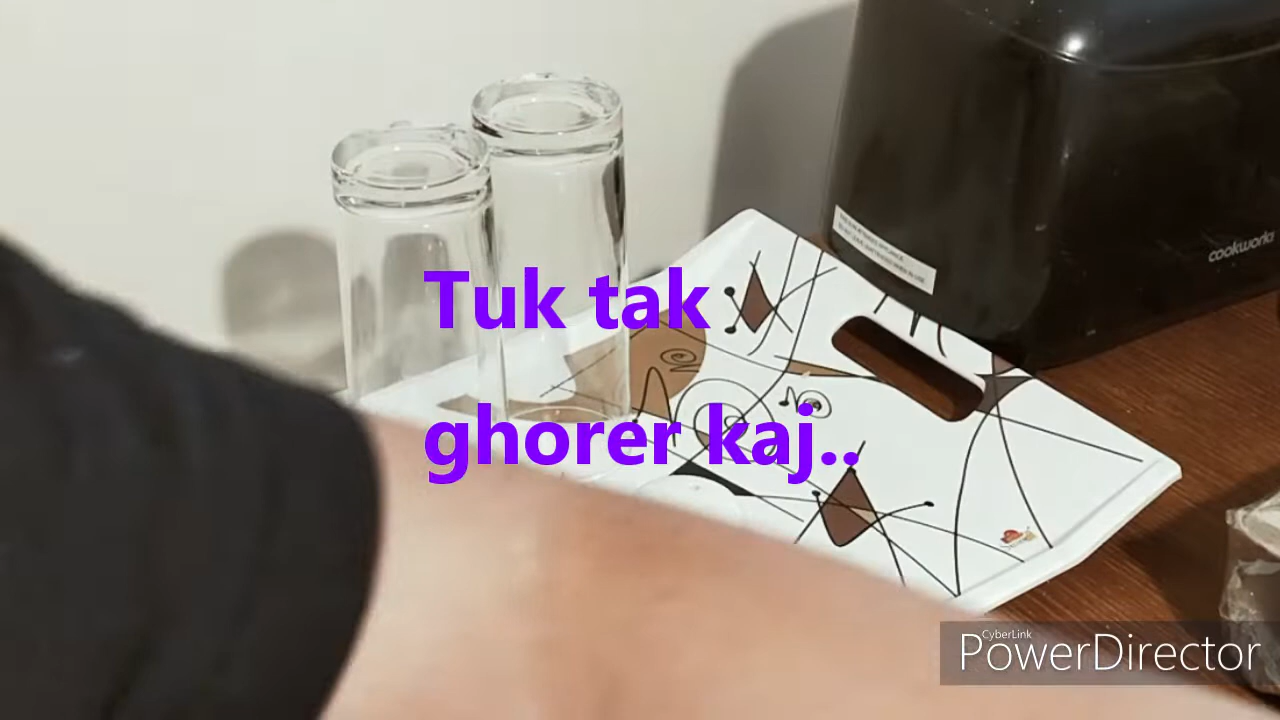 Tuk tak
ghorer kaj..
cookworks
CyberLink
PowerDirector